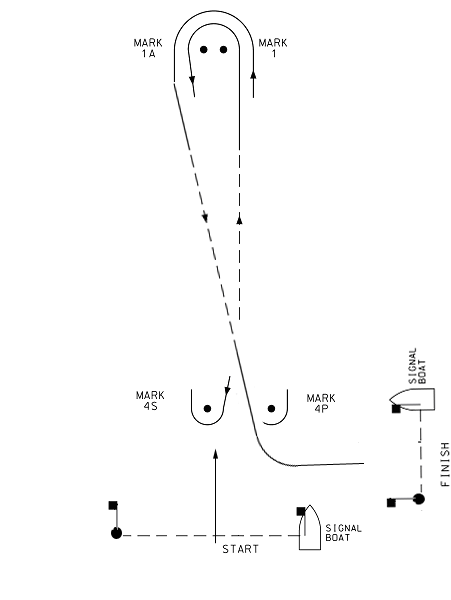 MARK
1A
MARK
1
SIGNAL
BOAT
MARK
4S
MARK
4P
FINISH
SIGNAL
BOAT
START